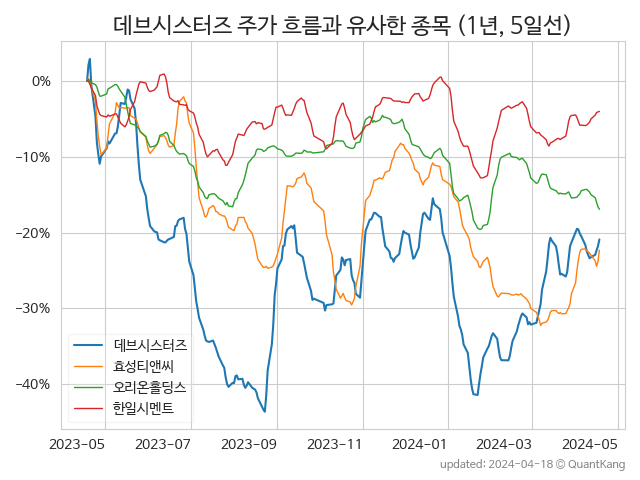 데브시스터즈 주가 흐름과 유사한 종목 (1년, 5일선)
0%
−10%
−20%
−30%
−40%
데브시스터즈
효성티앤씨
오리온홀딩스
한일시멘트
2023-05 2023-07 2023-09 2023-11 2024-01 2024-03 2024-05
updated: 2024-04-18 © QuantKang